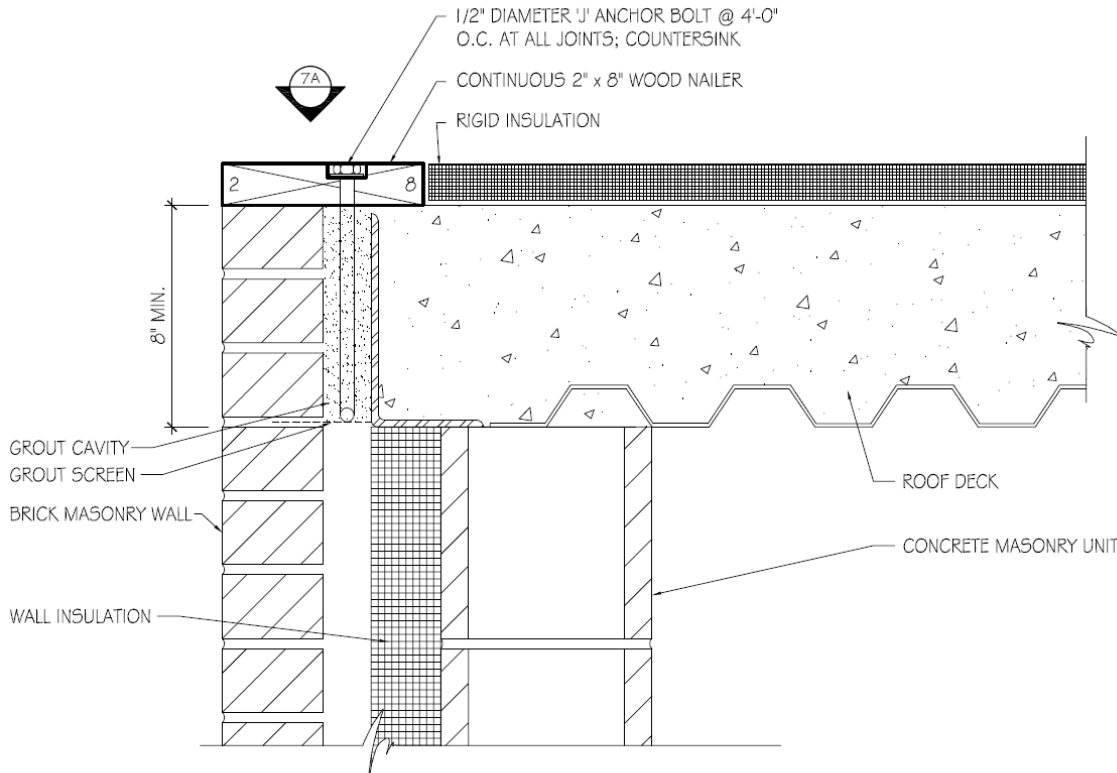 1/2" DIAMETER 'J' ANCHOR BOLT @ 4'-0"
O.C. AT ALL JOINTS; COUNTERSINK
7A
CONTINUOUS 2" x 8" WOOD NAILER
RIGID INSULATION
2
8
8" MIN.
GROUT CAVITY
GROUT SCREEN
ROOF DECK
BRICK MASONRY WALL
CONCRETE MASONRY UNIT
WALL INSULATION